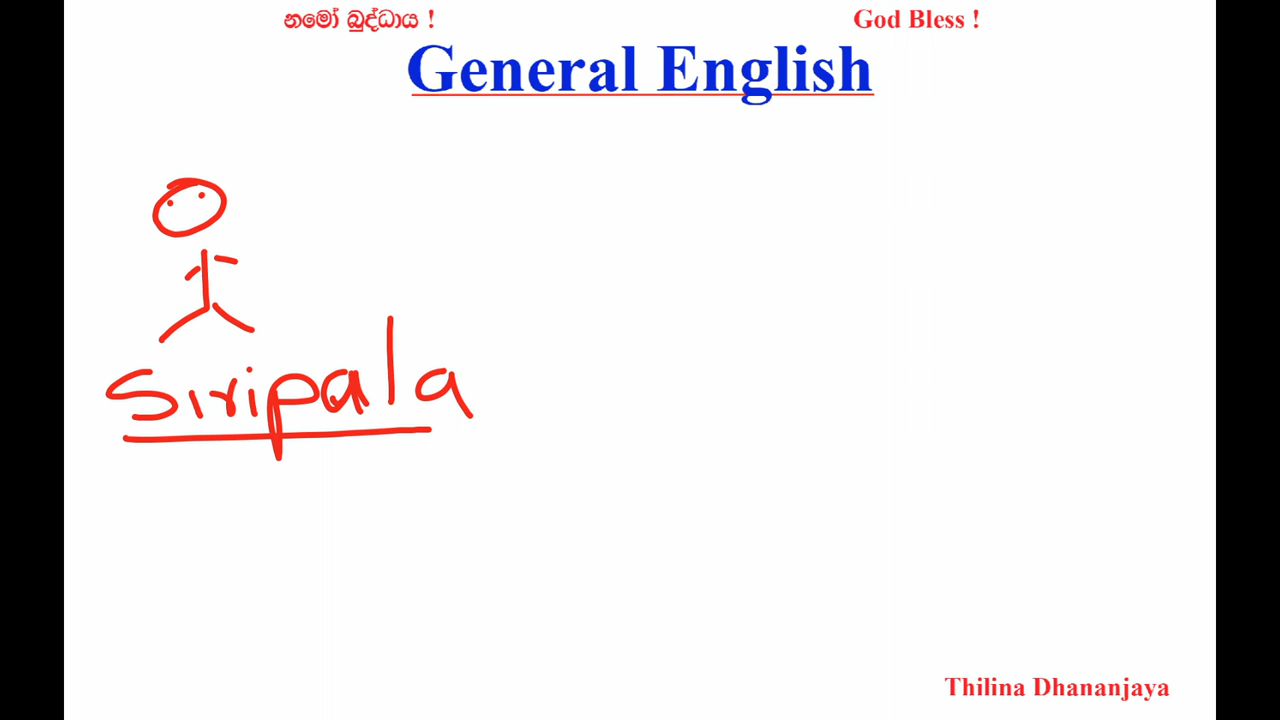 නමෝ බුද්ධාය !
God Bless !
General English
Siripala
Thilina Dhananjaya